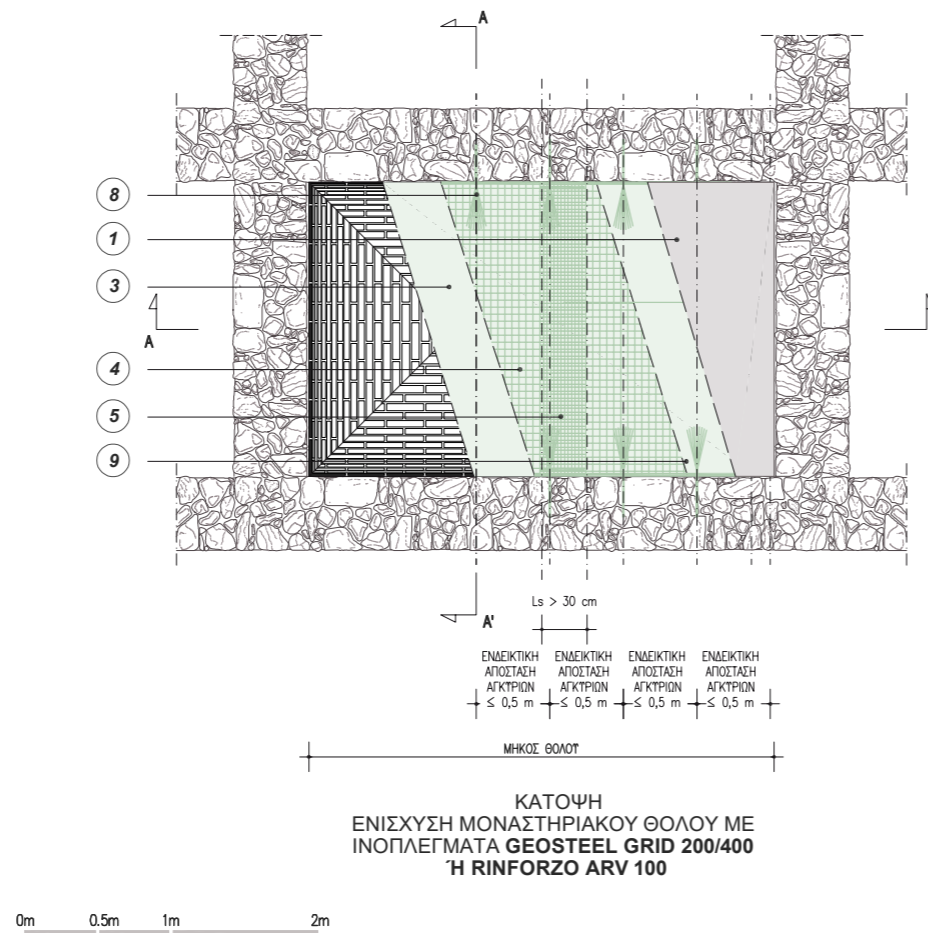 A
8
1
3
A
4
5
9
A'
Ls > 30 cm
ΕΝΔΕΙΚΤΙΚΗ ΕΝΔΕΙΚΤΙΚΗ ΕΝΔΕΙΚΤΙΚΗ ΕΝΔΕΙΚΤΙΚΗ
ΑΠΟΣΤΑΣΗ ΑΠΟΣΤΑΣΗ ΑΠΟΣΤΑΣΗ ΑΠΟΣΤΑΣΗ
ΑΓΚΥΡΙΩΝ ΑΓΚΥΡΙΩΝ ΑΓΚΥΡΙΩΝ ΑΓΚΥΡΙΩΝ
≤ 0,5 m ≤ 0,5 m ≤ 0,5 m ≤ 0,5 m
ΜΗΚΟΣ ΘΟΛΟΥ
ΚΑΤΟΨΗ
ΕΝΙΣΧΥΣΗ ΜΟΝΑΣΤΗΡΙΑΚΟΥ ΘΟΛΟΥ ΜΕ
ΙΝΟΠΛΕΓΜΑΤΑ GEOSTEEL GRID 200/400
Ή RINFORZO ARV 100
0m 0.5m 1m 2m